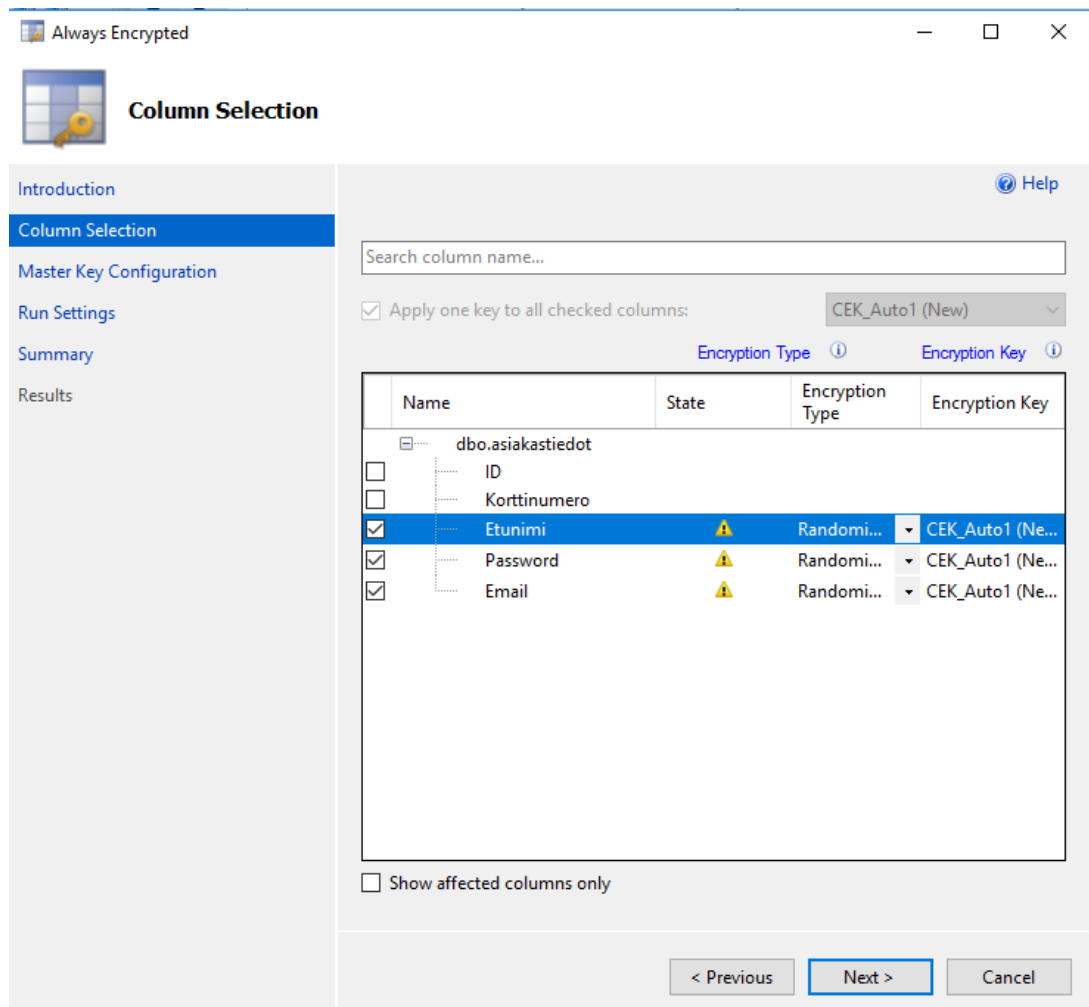 Always Encrypted
Column Selection
Introduction
Column Selection
Master Key Configuration
Run Settings
Summary
Results
Help
Search column name...
Apply one key to all checked columns: CEK_Auto1 (New)
Encryption Type Encryption Key
Name State Encryption Type Encryption Key
dbo.asiakastiedot
ID
Korttinumero
Etunimi Randomi... CEK_Auto1 (Ne...
Password Randomi... CEK_Auto1 (Ne...
Email Randomi... CEK_Auto1 (Ne...
Show affected columns only
< Previous Next > Cancel